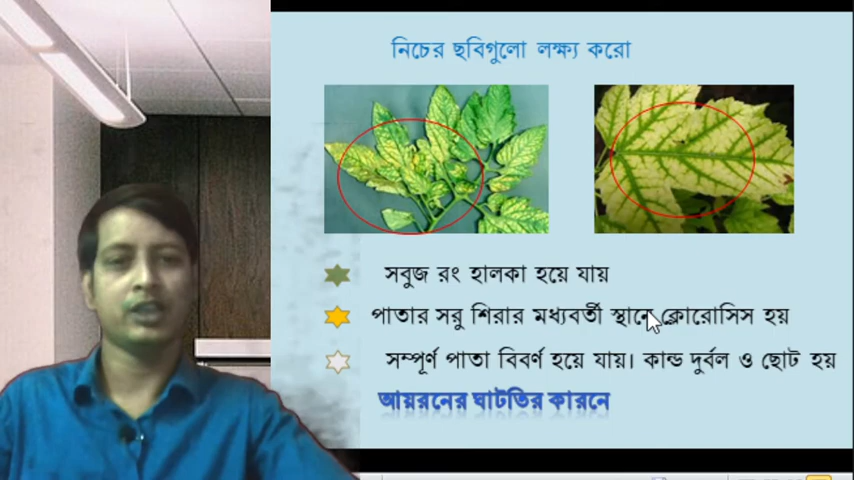 নিচের ছবিগুলো লক্ষ্য করো
সবুজ রং হালকা হয়ে যায়
পাতার সরু শিরার মধ্যবর্তী স্থানে ক্লোরোসিস হয়
সম্পূর্ণ পাতা বিবর্ণ হয়ে যায়। কান্ড দুর্বল ও ছোট হয়
আয়রনের ঘাটতির কারনে